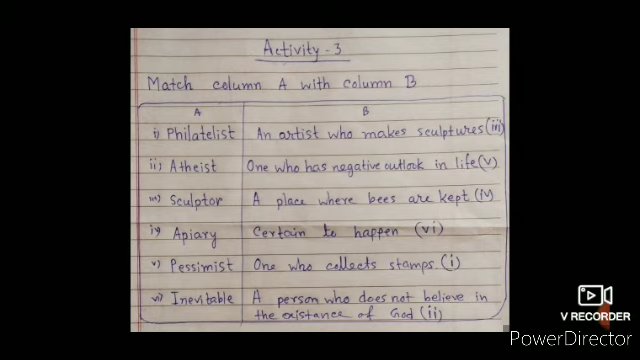 Activity - 3
Match column A with column B
A B
i) Philatelist An artist who makes sculptures (iii)
ii) Atheist One who has negative outlook in life (v)
iii) Sculptor A place where bees are kept (iv)
iv) Apiary Certain to happen (vi)
v) Pessimist One who collects stamps. (i)
vi) Inevitable A person who does not believe in
the existance of God (ii)
V RECORDER
PowerDirector